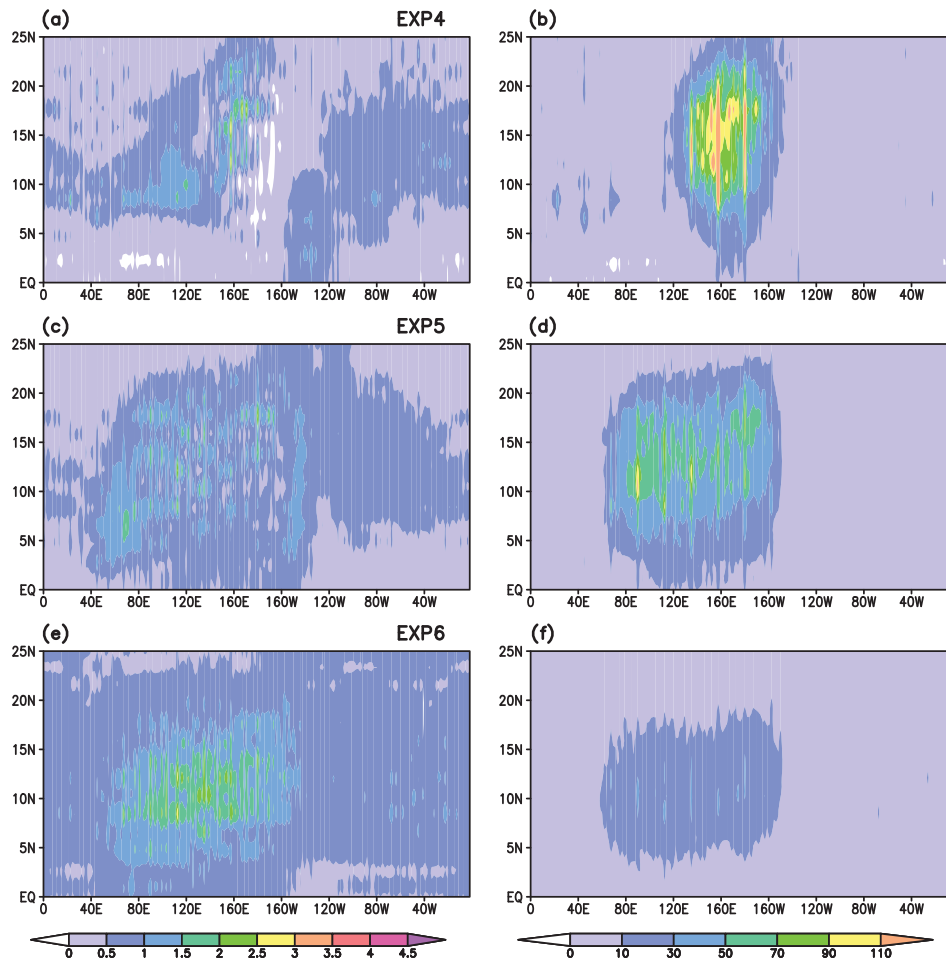 (a) EXP4 (b)
25N 25N
20N 20N
15N 15N
10N 10N
5N 5N
EQ EQ
0 40E 80E 120E 160E 160W 120W 80W 40W 0 40E 80E 120E 160E 160W 120W 80W 40W
(c) EXP5 (d)
25N 25N
20N 20N
15N 15N
10N 10N
5N 5N
EQ EQ
0 40E 80E 120E 160E 160W 120W 80W 40W 0 40E 80E 120E 160E 160W 120W 80W 40W
(e) EXP6 (f)
25N 25N
20N 20N
15N 15N
10N 10N
5N 5N
EQ EQ
0 40E 80E 120E 160E 160W 120W 80W 40W 0 40E 80E 120E 160E 160W 120W 80W 40W
0 0.5 1 1.5 2 2.5 3 3.5 4 4.5 0 10 30 50 70 90 110